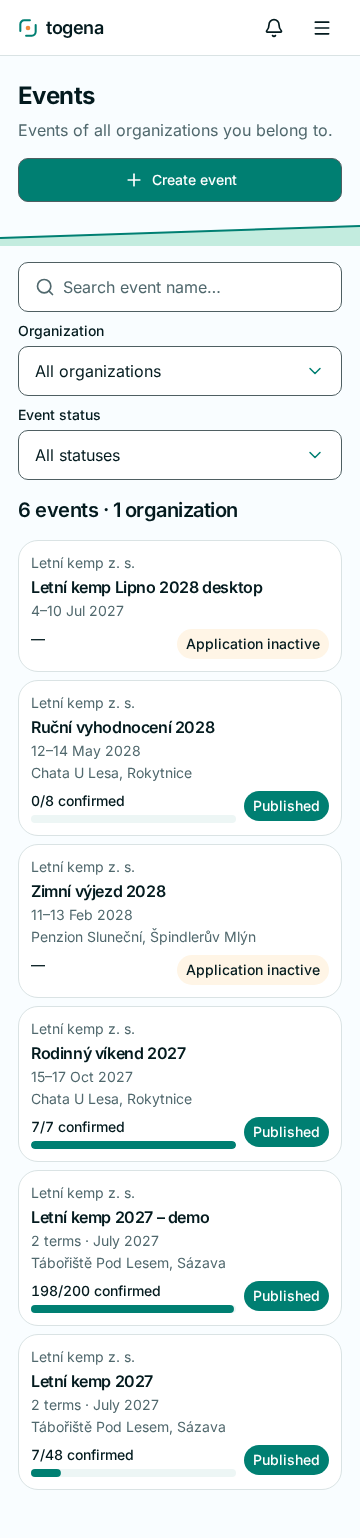 togena
Events
Events of all organizations you belong to.
Create event
Search event name...
Organization
All organizations
Event status
All statuses
6 events · 1 organization
Letní kemp z. s.
Letní kemp Lipno 2028 desktop
4–10 Jul 2027
—
Application inactive
Letní kemp z. s.
Ruční vyhodnocení 2028
12–14 May 2028
Chata U Lesa, Rokytnice
0/8 confirmed
Published
Letní kemp z. s.
Zimní výjezd 2028
11–13 Feb 2028
Penzion Sluneční, Špindlerův Mlýn
—
Application inactive
Letní kemp z. s.
Rodinný víkend 2027
15–17 Oct 2027
Chata U Lesa, Rokytnice
7/7 confirmed
Published
Letní kemp z. s.
Letní kemp 2027 – demo
2 terms · July 2027
Tábořiště Pod Lesem, Sázava
198/200 confirmed
Published
Letní kemp z. s.
Letní kemp 2027
2 terms · July 2027
Tábořiště Pod Lesem, Sázava
7/48 confirmed
Published